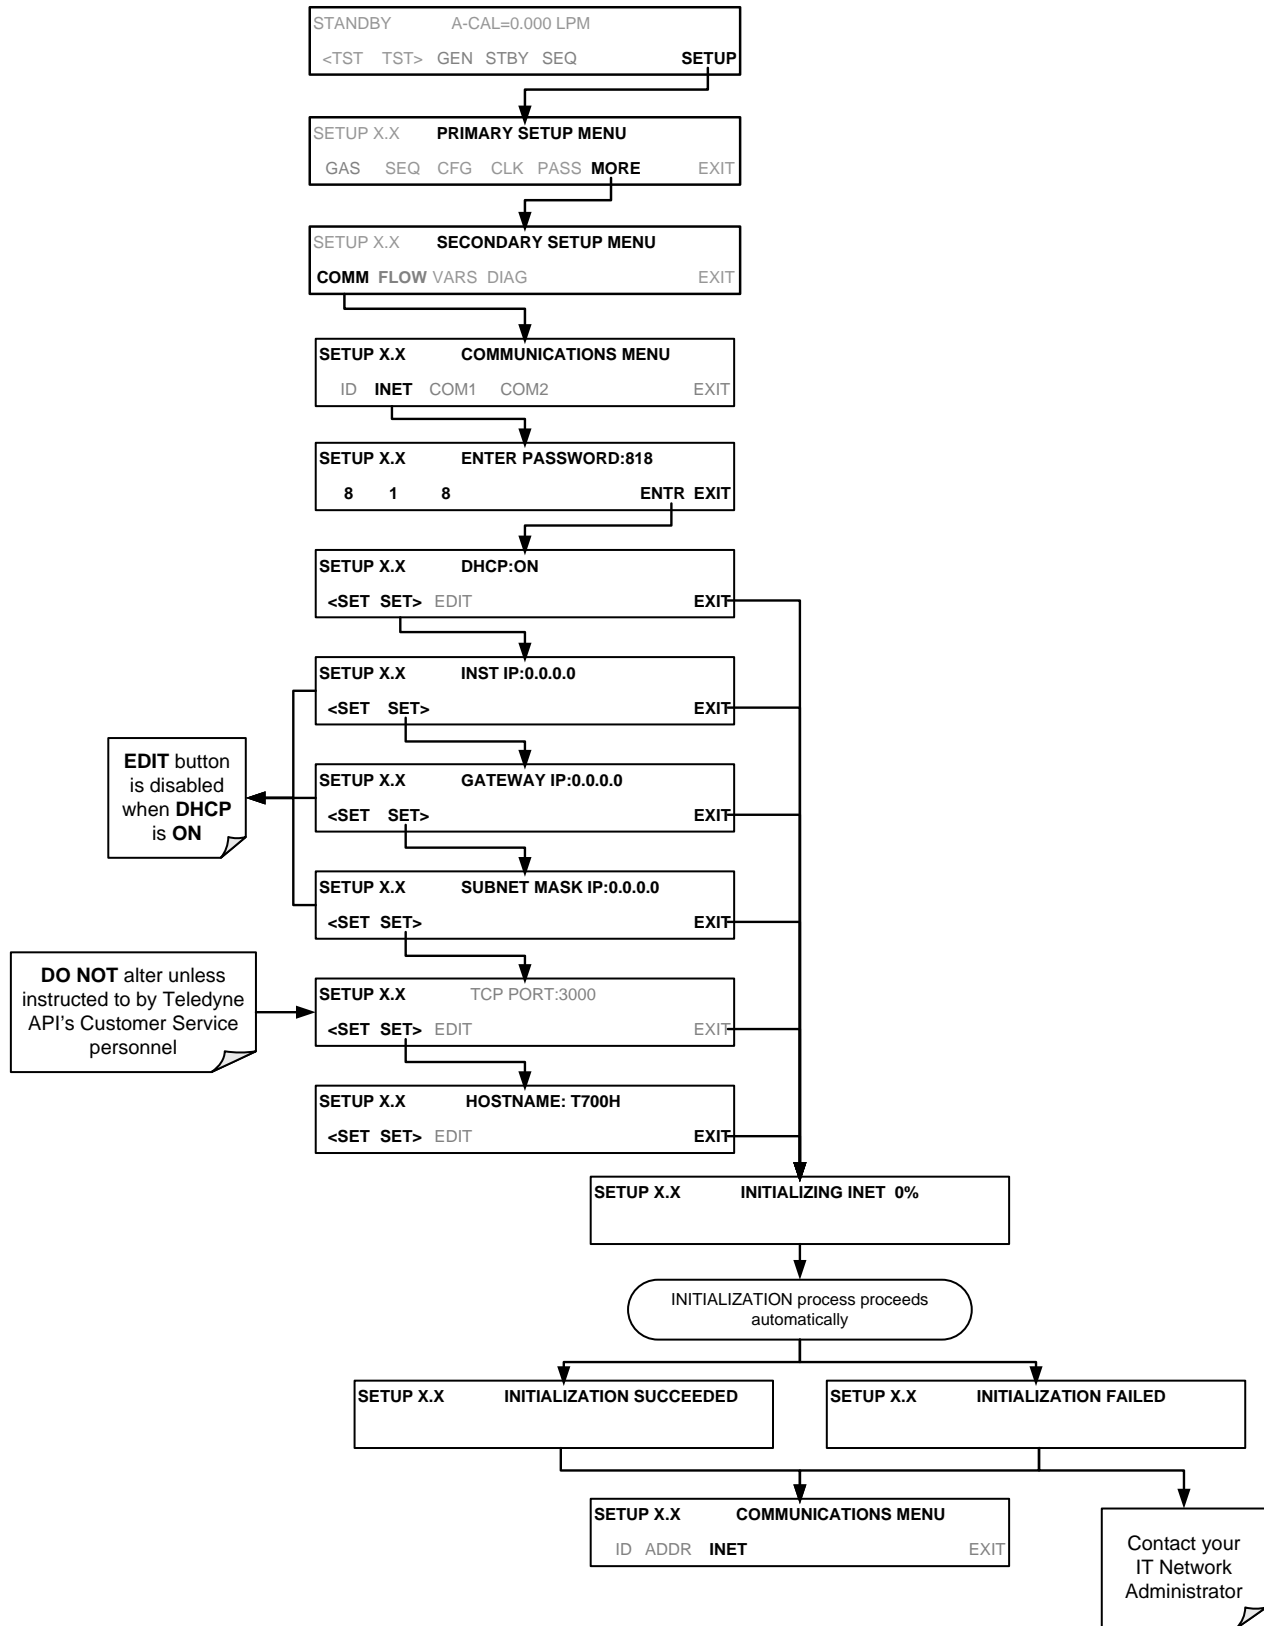 STANDBY A-CAL=0.000 LPM
<TST TST> GEN STBY SEQ SETUP
SETUP X.X PRIMARY SETUP MENU
GAS SEQ CFG CLK PASS MORE EXIT
SETUP X.X SECONDARY SETUP MENU
COMM FLOW VARS DIAG EXIT
SETUP X.X COMMUNICATIONS MENU
ID INET COM1 COM2 EXIT
SETUP X.X ENTER PASSWORD:818
8 1 8 ENTR EXIT
SETUP X.X DHCP:ON
<SET SET> EDIT EXIT
SETUP X.X INST IP:0.0.0.0
<SET SET> EXIT
EDIT button
is disabled
when DHCP
is ON
SETUP X.X GATEWAY IP:0.0.0.0
<SET SET> EXIT
SETUP X.X SUBNET MASK IP:0.0.0.0
<SET SET> EXIT
DO NOT alter unless
instructed to by Teledyne
API's Customer Service
personnel
SETUP X.X TCP PORT:3000
<SET SET> EDIT EXIT
SETUP X.X HOSTNAME: T700H
<SET SET> EDIT EXIT
SETUP X.X INITIALIZING INET 0%
INITIALIZATION process proceeds
automatically
SETUP X.X INITIALIZATION SUCCEEDED
SETUP X.X INITIALIZATION FAILED
SETUP X.X COMMUNICATIONS MENU
ID ADDR INET EXIT
Contact your
IT Network
Administrator